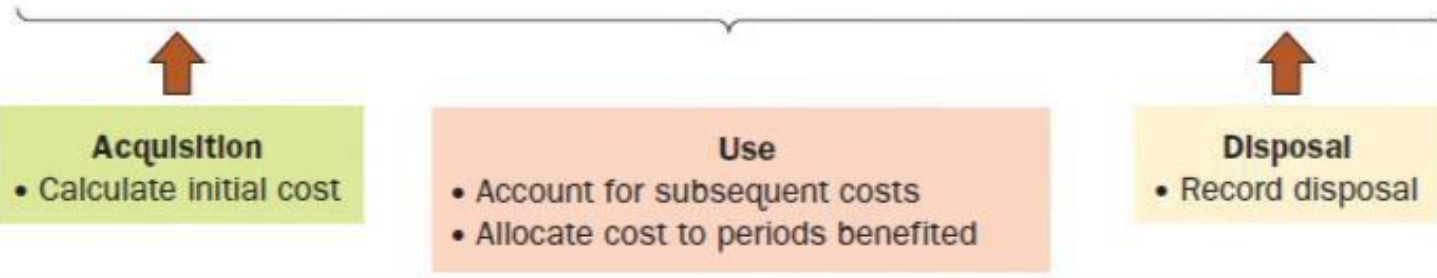 Acquisition
• Calculate initial cost
Use
• Account for subsequent costs
• Allocate cost to periods benefited
Disposal
• Record disposal